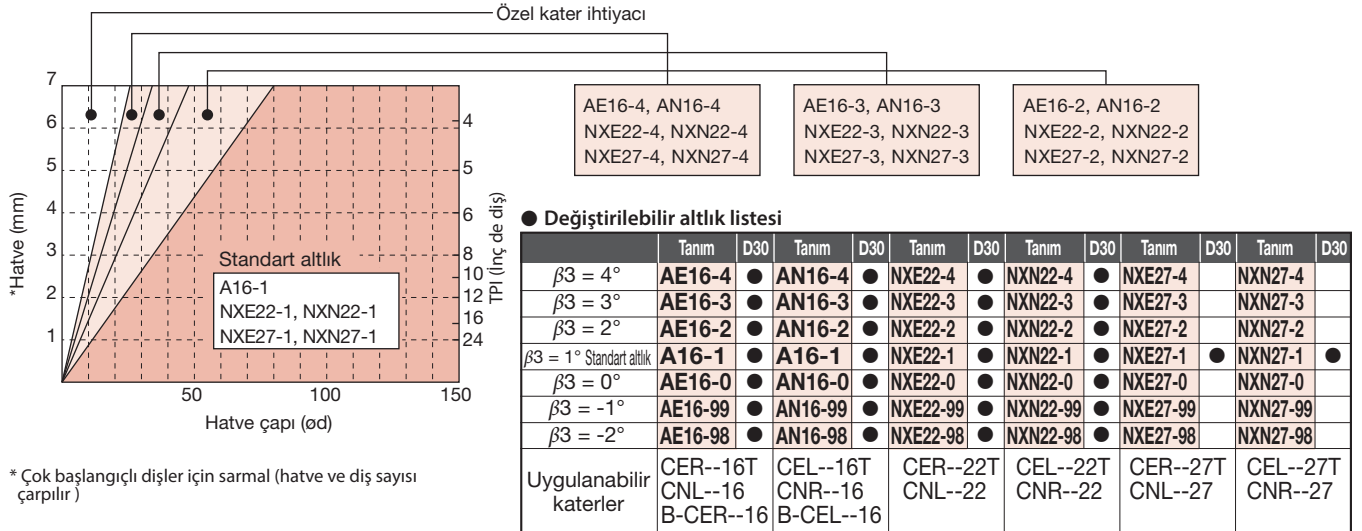 Özel kater ihtiyacı
AE16-4, AN16-4
NXE22-4, NXN22-4
NXE27-4, NXN27-4
AE16-3, AN16-3
NXE22-3, NXN22-3
NXE27-3, NXN27-3
AE16-2, AN16-2
NXE22-2, NXN22-2
NXE27-2, NXN27-2
*Hatve (mm)
7
6
5
4
3
2
1
TPI (İnç de diş)
4
5
6
8
10
12
16
24
Standart altlık
A16-1
NXE22-1, NXN22-1
NXE27-1, NXN27-1
50
100
150
Hatve çapı (ød)
* Çok başlangıçlı dişler için sarmal (hatve ve diş sayısı
çarpılır )
● Değiştirilebilir altlık listesi
Tanım D30 Tanım D30 Tanım D30 Tanım D30 Tanım D30 Tanım D30
β3 = 4° AE16-4 ● AN16-4 ● NXE22-4 ● NXN22-4 ● NXE27-4 NXN27-4
β3 = 3° AE16-3 ● AN16-3 ● NXE22-3 ● NXN22-3 ● NXE27-3 NXN27-3
β3 = 2° AE16-2 ● AN16-2 ● NXE22-2 ● NXN22-2 ● NXE27-2 NXN27-2
β3 = 1° Standart altlık A16-1 ● A16-1 ● NXE22-1 ● NXN22-1 ● NXE27-1 ● NXN27-1 ●
β3 = 0° AE16-0 ● AN16-0 ● NXE22-0 ● NXN22-0 ● NXE27-0 NXN27-0
β3 = -1° AE16-99 ● AN16-99 ● NXE22-99 ● NXN22-99 ● NXE27-99 NXN27-99
β3 = -2° AE16-98 ● AN16-98 ● NXE22-98 ● NXN22-98 ● NXE27-98 NXN27-98
Uygulanabilir
katerler
CER--16T CEL--16T CER--22T CEL--22T CER--27T CEL--27T
CNL--16 CNR--16 CNL--22 CNR--22 CNL--27 CNR--27
B-CER--16 B-CEL--16